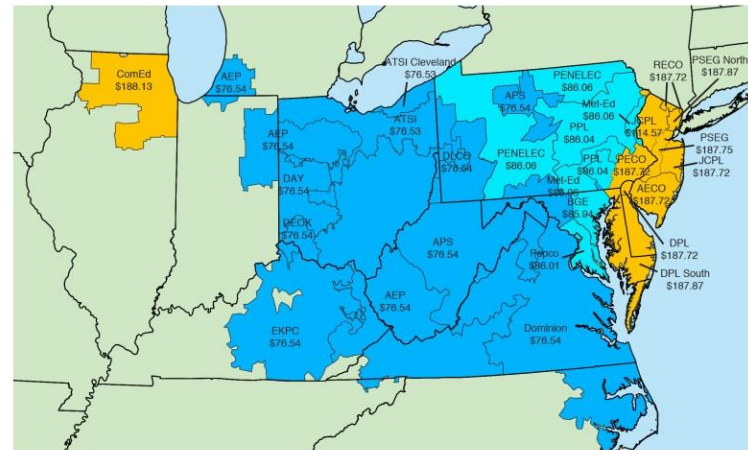 ComEd
$188.13
AEP
$76.54
ATSI Cleveland
$76.53
RECO
$187.72
PSEG North
$187.87
PENELEC
$86.06
APS
$76.54
Met-Ed
$86.06
JCPL
ATSI
$76.53
AEP
$76.54
PPL
$86.04
PSEG
$187.75
DLCO
$76.54
PENELEC
$86.06
PPL
$86.04
PECO
$187.72
JCPL
$187.72
DAY
$76.54
Met-Ed
$86.06
AECO
$187.72
BGE
$85.94
DEOK
$76.54
APS
$76.54
Pepco
$86.01
DPL
$187.72
DPL South
$187.87
AEP
$76.54
EKPC
$76.54
Dominion
$76.54